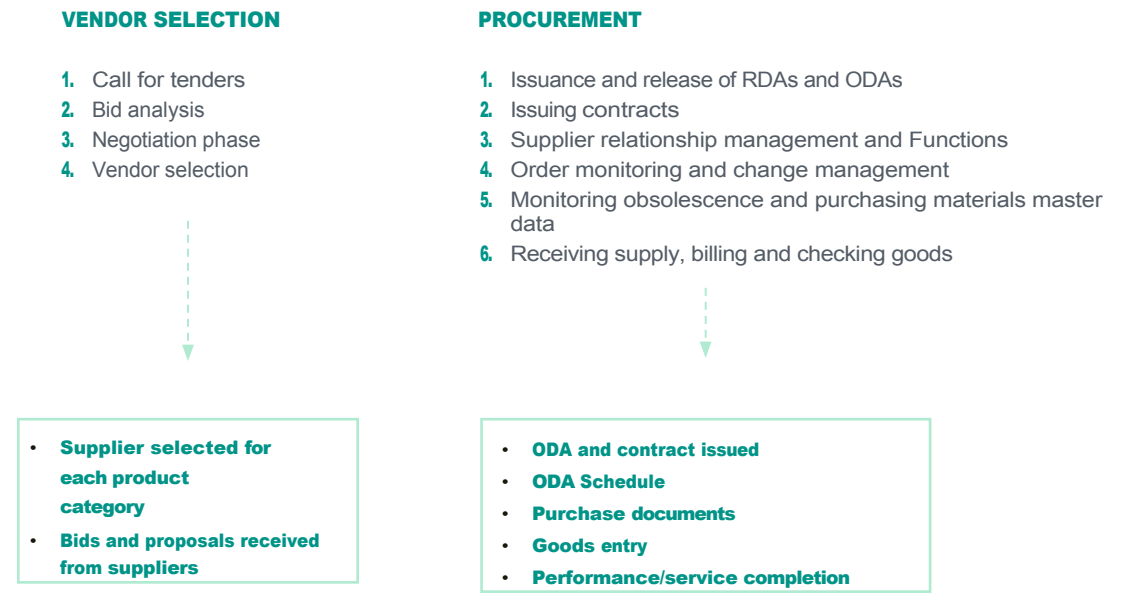 VENDOR SELECTION
1. Call for tenders
2. Bid analysis
3. Negotiation phase
4. Vendor selection
• Supplier selected for
each product
category
• Bids and proposals received
from suppliers
PROCUREMENT
1. Issuance and release of RDAs and ODAs
2. Issuing contracts
3. Supplier relationship management and Functions
4. Order monitoring and change management
5. Monitoring obsolescence and purchasing materials master
data
6. Receiving supply, billing and checking goods
• ODA and contract issued
• ODA Schedule
• Purchase documents
• Goods entry
• Performance/service completion